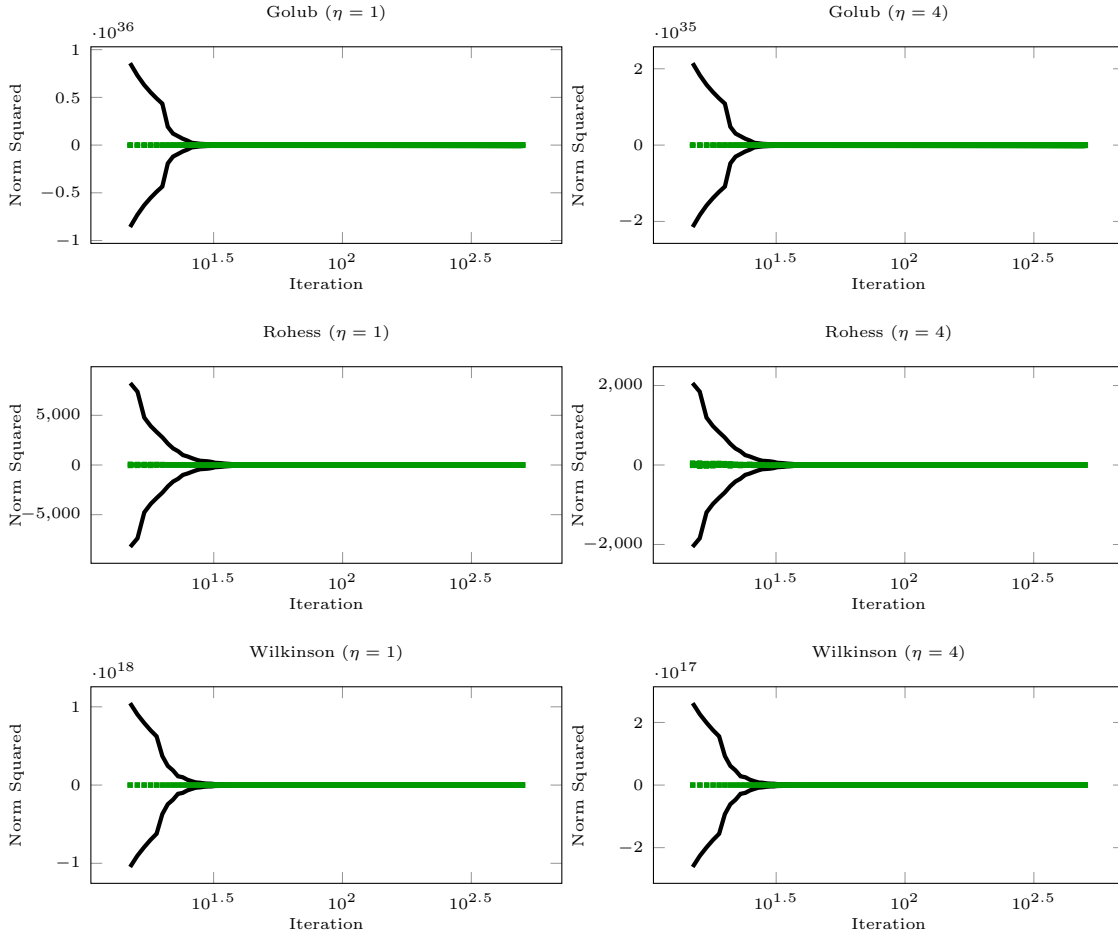 Golub (η = 1)
·10^36
1
0.5
0
−0.5
−1
Norm Squared
10^1.5
10^2
10^2.5
Iteration
Golub (η = 4)
·10^35
2
0
−2
Norm Squared
10^1.5
10^2
10^2.5
Iteration
Rohess (η = 1)
5,000
0
−5,000
Norm Squared
10^1.5
10^2
10^2.5
Iteration
Rohess (η = 4)
2,000
0
−2,000
Norm Squared
10^1.5
10^2
10^2.5
Iteration
Wilkinson (η = 1)
·10^18
1
0
−1
Norm Squared
10^1.5
10^2
10^2.5
Iteration
Wilkinson (η = 4)
·10^17
2
0
−2
Norm Squared
10^1.5
10^2
10^2.5
Iteration